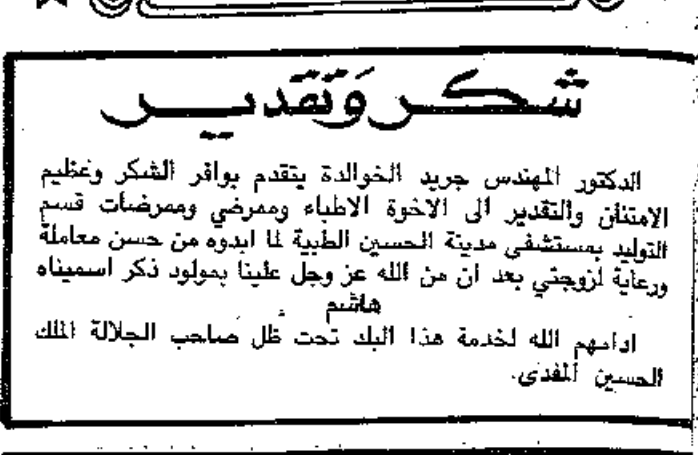 شكر وتقدير
الدكتور المهندس جريد الخوالدة يتقدم بوافر الشكر وعظيم
الامتنان والتقدير الى الاخوة الاطباء وممرضي وممرضات قسم
التوليد بمستشفى مدينة الحسين الطبية لما ابدوه من حسن معاملة
ورعاية لزوجتي بعد ان من الله عز وجل علينا بمولود ذكر اسميناه
هاشم
ادامهم الله لخدمة هذا البلد تحت ظل صاحب الجلالة الملك
الحسين المفدى.